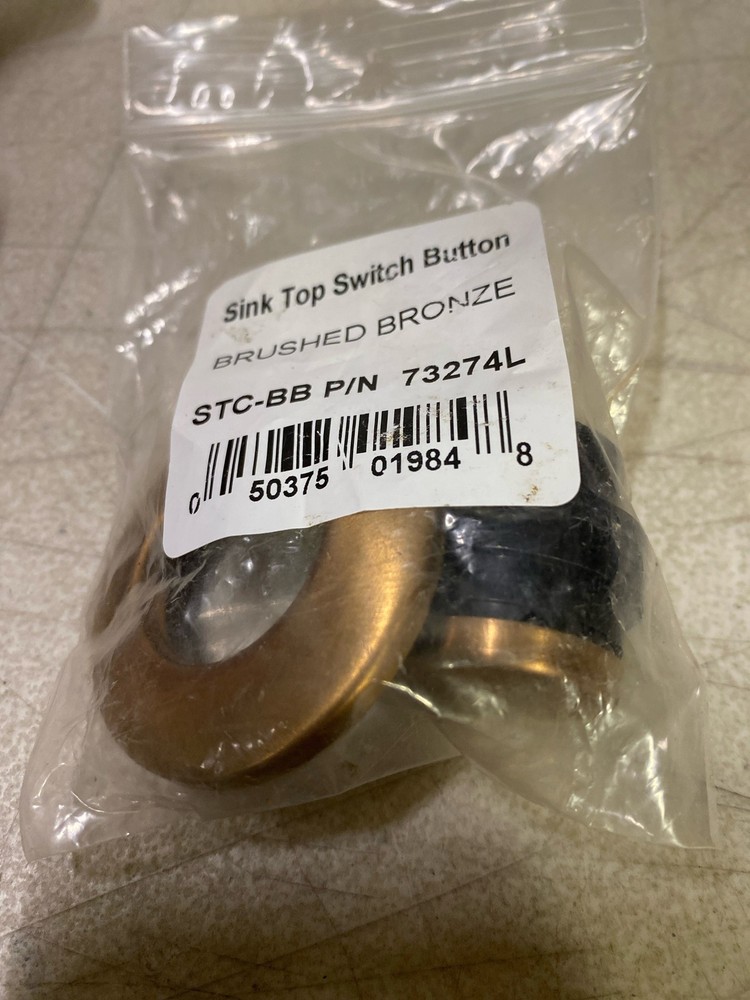 Sink Top Switch Button
BRUSHED BRONZE
STC-BB P/N 73274L
0 50375 01984 8